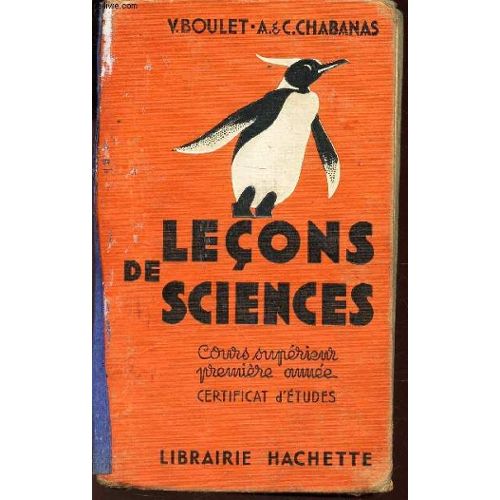 V.BOULET · A.&C.CHABANAS
LEÇONS
DE SCIENCES
Cours supérieur
première année
CERTIFICAT d'ÉTUDES
LIBRAIRIE HACHETTE